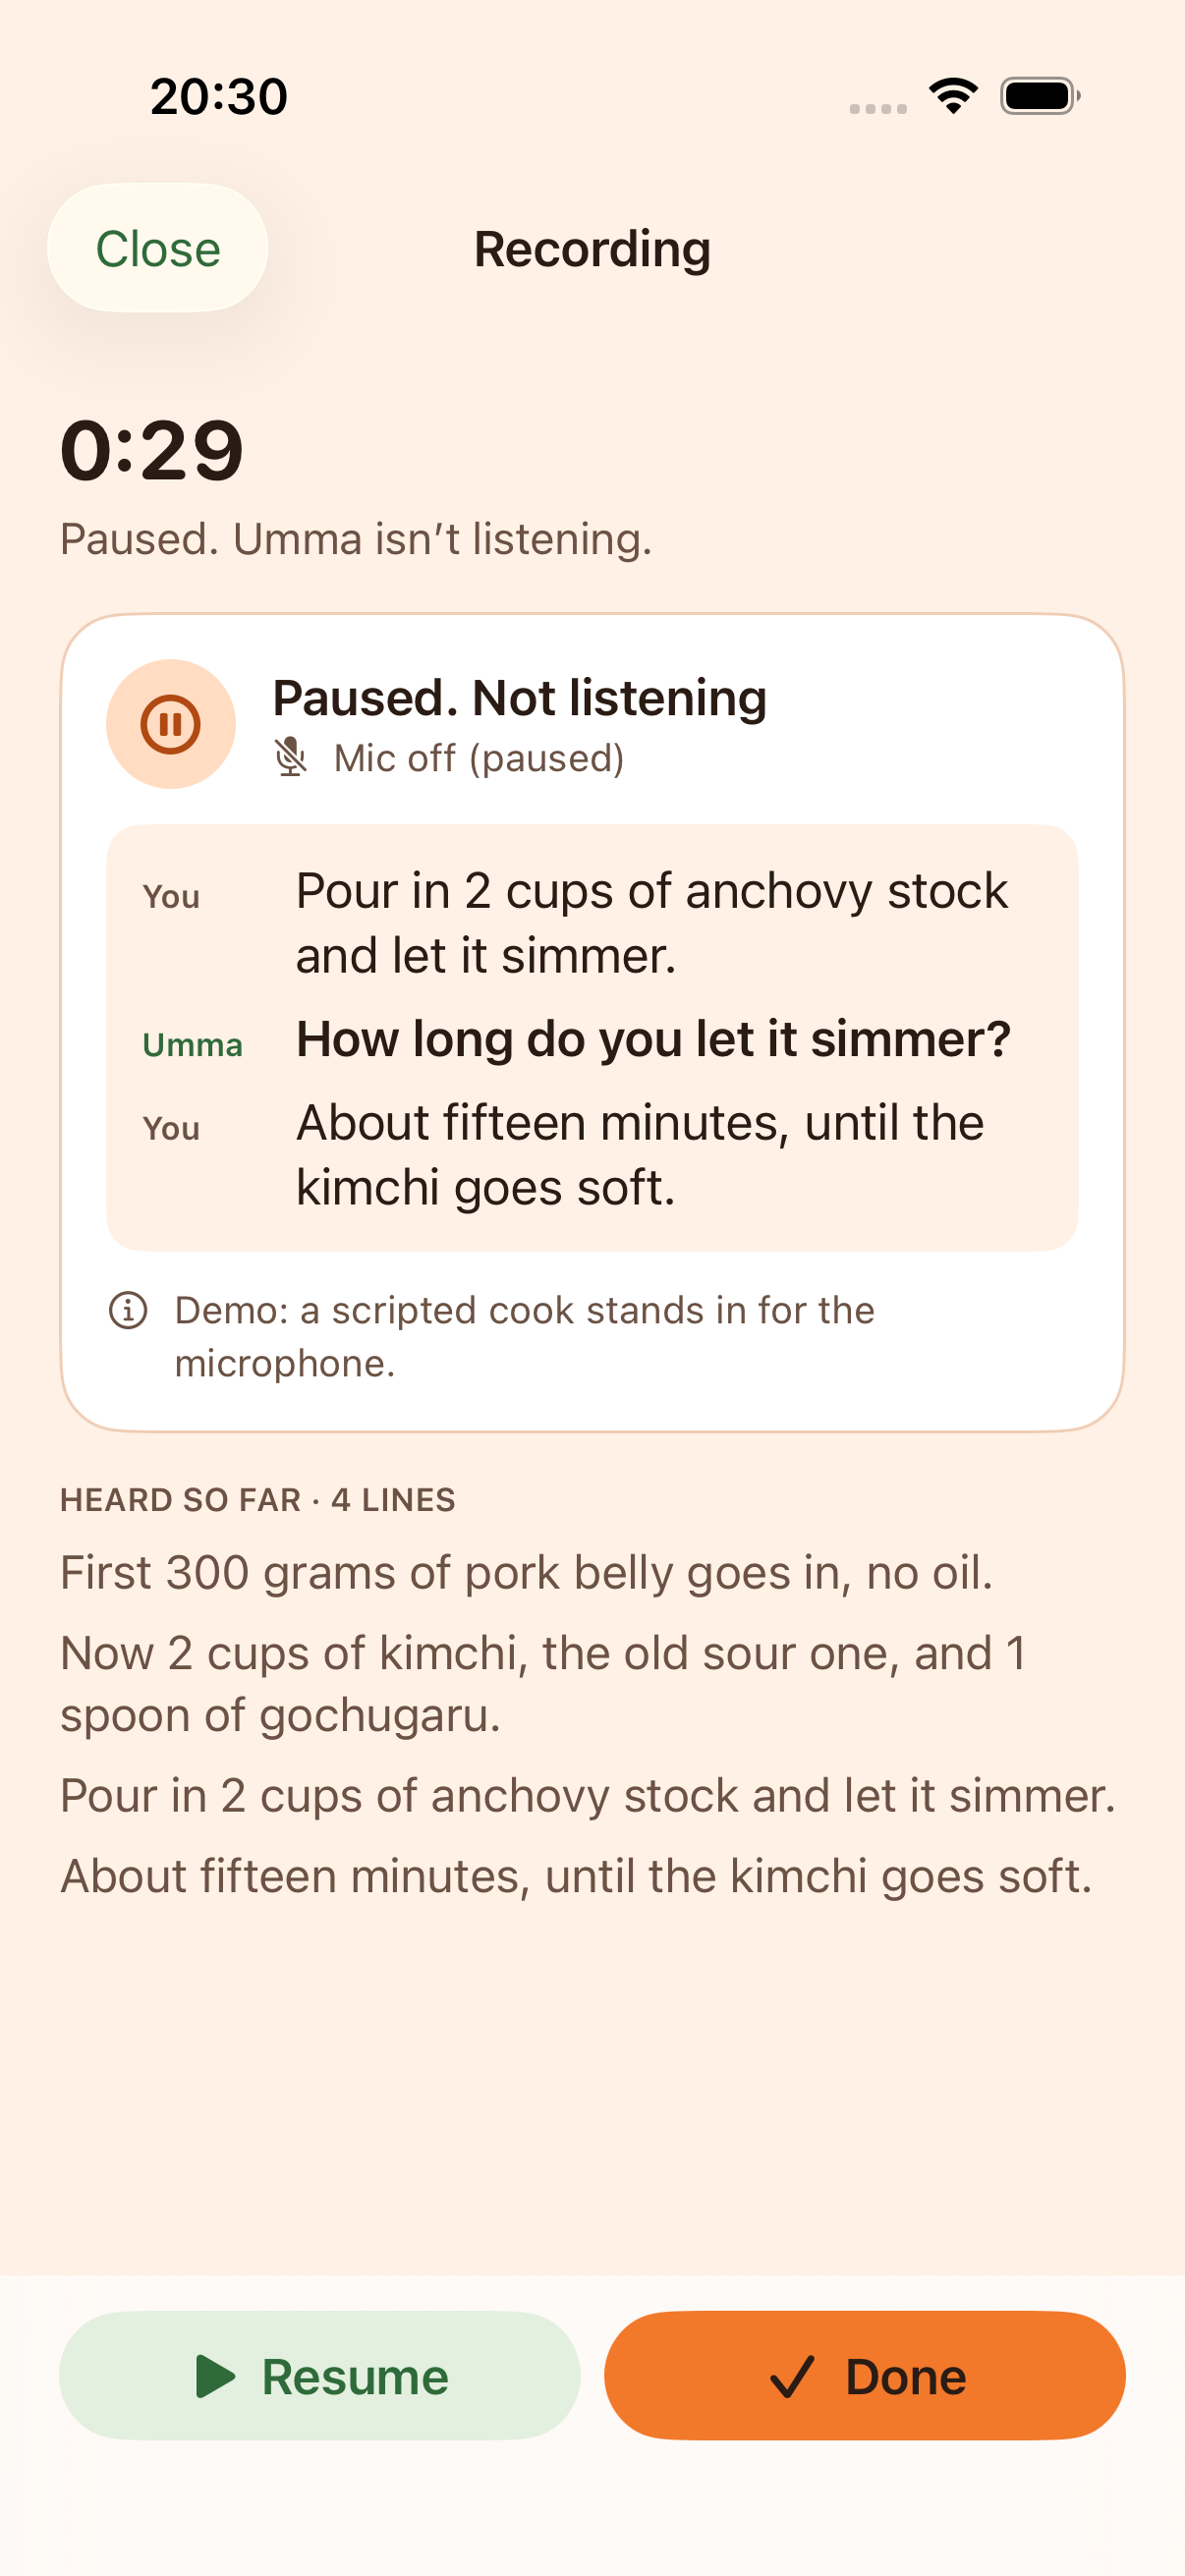 20:30
Close
Recording
0:29
Paused. Umma isn’t listening.
Paused. Not listening
Mic off (paused)
You
Pour in 2 cups of anchovy stock
and let it simmer.
Umma
How long do you let it simmer?
You
About fifteen minutes, until the
kimchi goes soft.
Demo: a scripted cook stands in for the
microphone.
HEARD SO FAR · 4 LINES
First 300 grams of pork belly goes in, no oil.
Now 2 cups of kimchi, the old sour one, and 1
spoon of gochugaru.
Pour in 2 cups of anchovy stock and let it simmer.
About fifteen minutes, until the kimchi goes soft.
Resume
Done